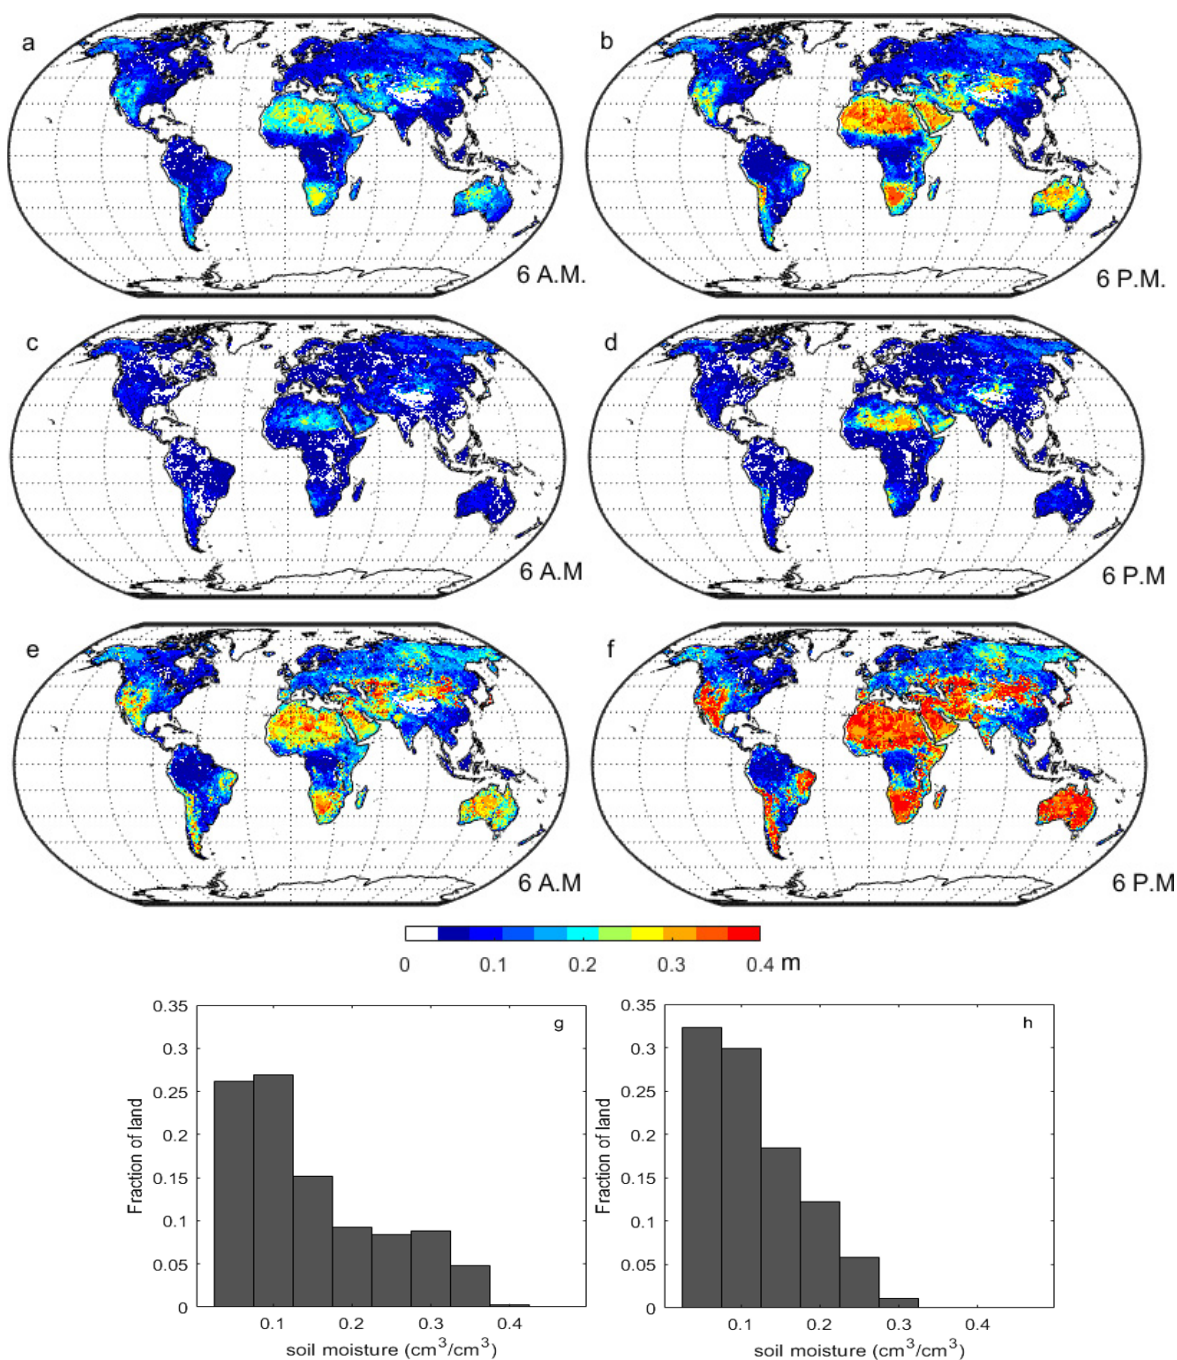 a
b
6 A.M.
6 P.M.
c
d
6 A.M
6 P.M
e
f
6 A.M
6 P.M
0 0.1 0.2 0.3 0.4 m
g
0.35
0.3
0.25
0.2
0.15
0.1
0.05
0
Fraction of land
0.1 0.2 0.3 0.4
soil moisture (cm³/cm³)
h
0.35
0.3
0.25
0.2
0.15
0.1
0.05
0
Fraction of land
0.1 0.2 0.3 0.4
soil moisture (cm³/cm³)